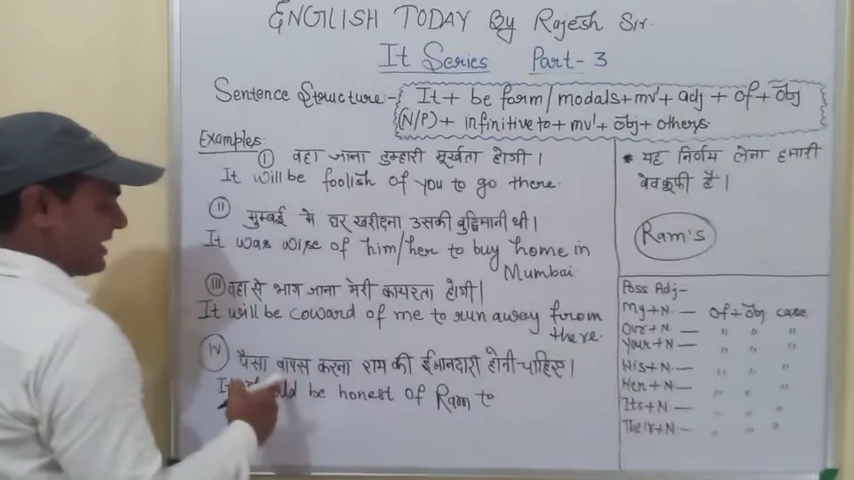 ENGLISH TODAY By Rajesh Sir.
It Series Part-3
Sentence Structure - It + be form/modals+mv¹+ adj + of + obj
(N/P) + infinitive to + mv¹+ obj + others.
Examples:
(I) वहा जाना तुम्हारी मूर्खता होगी।
It will be foolish of you to go there.
(II) मुम्बई मे घर खरीदना उसकी बुद्धिमानी थी।
It was wise of him/her to buy home in
Mumbai.
(III) वहा से भाग जाना मेरी कायरता होगी।
It will be coward of me to run away from
there.
(IV) पैसा वापस करना राम की ईमानदारी होनी चाहिए।
be honest of Ram to
* यह निर्णय लेना हमारी
बेवकूफी है।
Ram's
Poss Adj-
My+N. — of+obj case
Our+N. — " " "
Your+N — " " "
His+N — " " "
Her+N — " " "
Its+N — " " "
Their+N — " " "